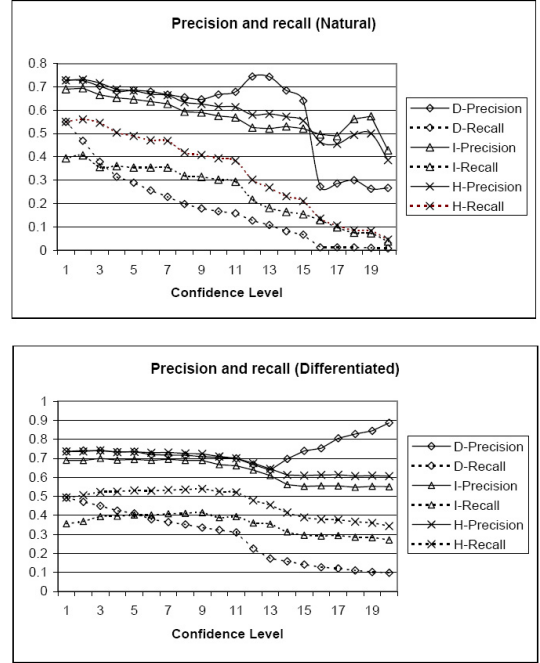 Precision and recall (Natural)
0.8
0.7
0.6
0.5
0.4
0.3
0.2
0.1
0
1 3 5 7 9 11 13 15 17 19
Confidence Level
D-Precision
D-Recall
I-Precision
I-Recall
H-Precision
H-Recall
Precision and recall (Differentiated)
1
0.9
0.8
0.7
0.6
0.5
0.4
0.3
0.2
0.1
0
1 3 5 7 9 11 13 15 17 19
Confidence Level
D-Precision
D-Recall
I-Precision
I-Recall
H-Precision
H-Recall